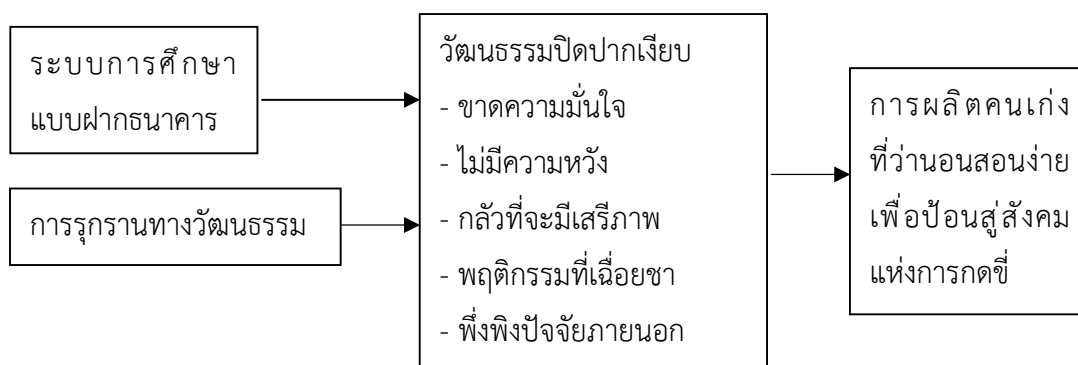 ระบบการศึกษา
แบบฝากธนาคาร
การรุกรานทางวัฒนธรรม
วัฒนธรรมปิดปากเงียบ
- ขาดความมั่นใจ
- ไม่มีความหวัง
- กลัวที่จะมีเสรีภาพ
- พฤติกรรมที่เฉื่อยชา
- พึ่งพิงปัจจัยภายนอก
การผลิตคนเก่ง
ที่ว่านอนสอนง่าย
เพื่อป้อนสู่สังคม
แห่งการกดขี่